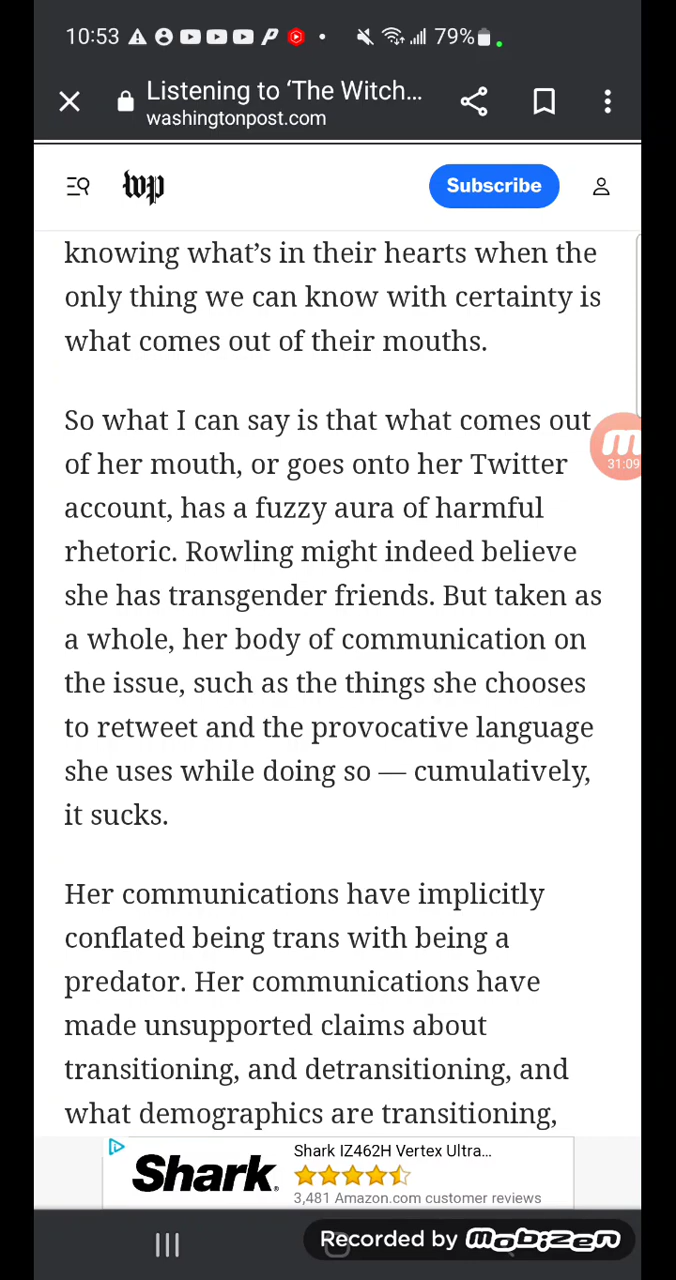 10:53
79%
Listening to ‘The Witch...
washingtonpost.com
wp
Subscribe
knowing what’s in their hearts when the
only thing we can know with certainty is
what comes out of their mouths.
So what I can say is that what comes out
of her mouth, or goes onto her Twitter
account, has a fuzzy aura of harmful
rhetoric. Rowling might indeed believe
she has transgender friends. But taken as
a whole, her body of communication on
the issue, such as the things she chooses
to retweet and the provocative language
she uses while doing so — cumulatively,
it sucks.
31:09
Her communications have implicitly
conflated being trans with being a
predator. Her communications have
made unsupported claims about
transitioning, and detransitioning, and
what demographics are transitioning,
Shark
Shark IZ462H Vertex Ultra...
3,481 Amazon.com customer reviews
Recorded by mobizen